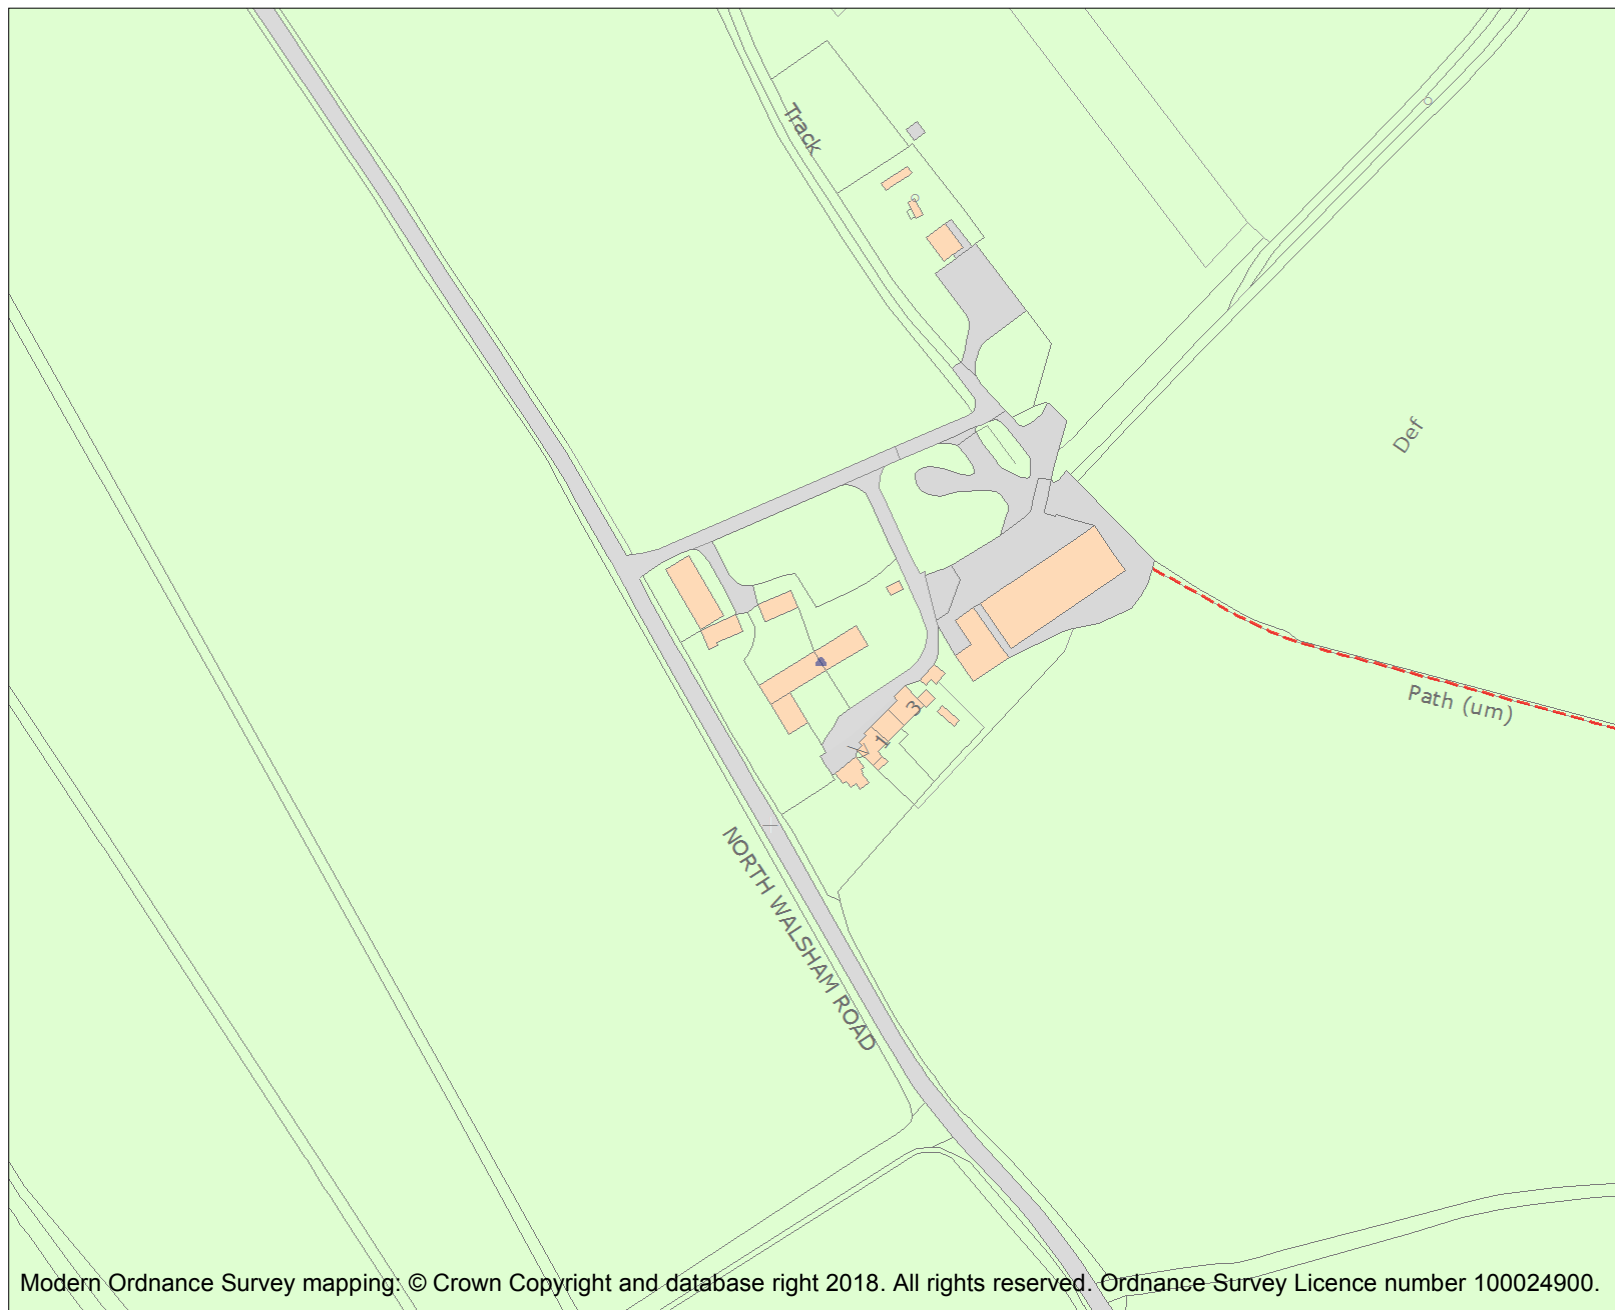 Track
Def
3
1
Path (um)
NORTH WALSHAM ROAD
Modern Ordnance Survey mapping: © Crown Copyright and database right 2018. All rights reserved. Ordnance Survey Licence number 100024900.